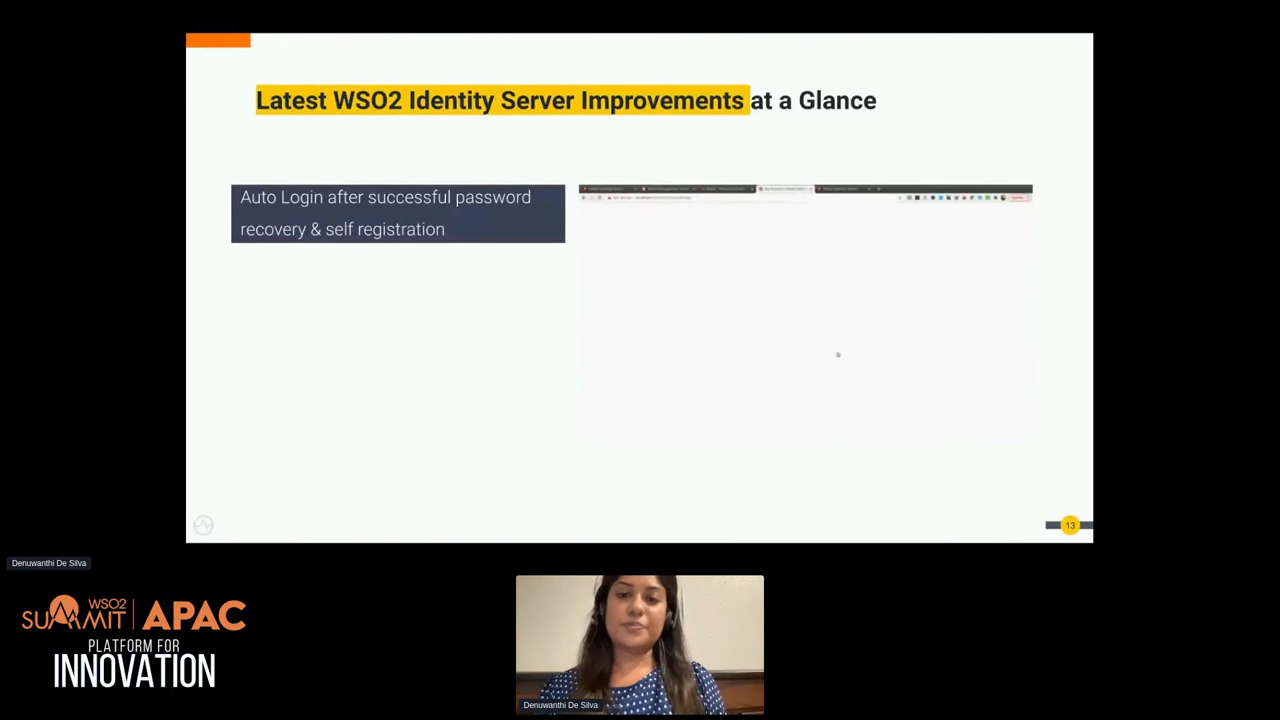 Latest WSO2 Identity Server Improvements at a Glance
Auto Login after successful password
recovery & self registration
13
Denuwanthi De Silva
WSO2
SUMMIT APAC
PLATFORM FOR
INNOVATION
Denuwanthi De Silva